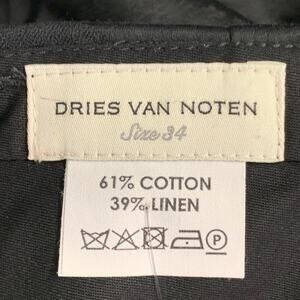 DRIES VAN NOTEN
Size 34
61% COTTON
39% LINEN
P